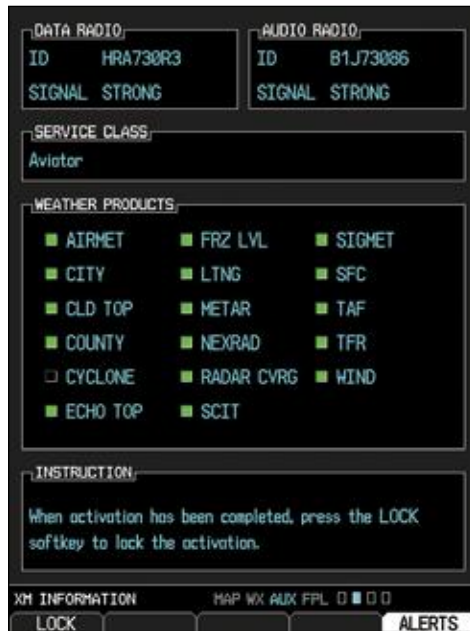 DATA RADIO
ID HRA730R3
SIGNAL STRONG
AUDIO RADIO
ID B1J73086
SIGNAL STRONG
SERVICE CLASS
Aviator
WEATHER PRODUCTS
AIRMET FRZ LVL SIGMET
CITY LTNG SFC
CLD TOP METAR TAF
COUNTY NEXRAD TFR
CYCLONE RADAR CVRG WIND
ECHO TOP SCIT
INSTRUCTION
When activation has been completed, press the LOCK
softkey to lock the activation.
XM INFORMATION MAP WX AUX FPL
LOCK ALERTS